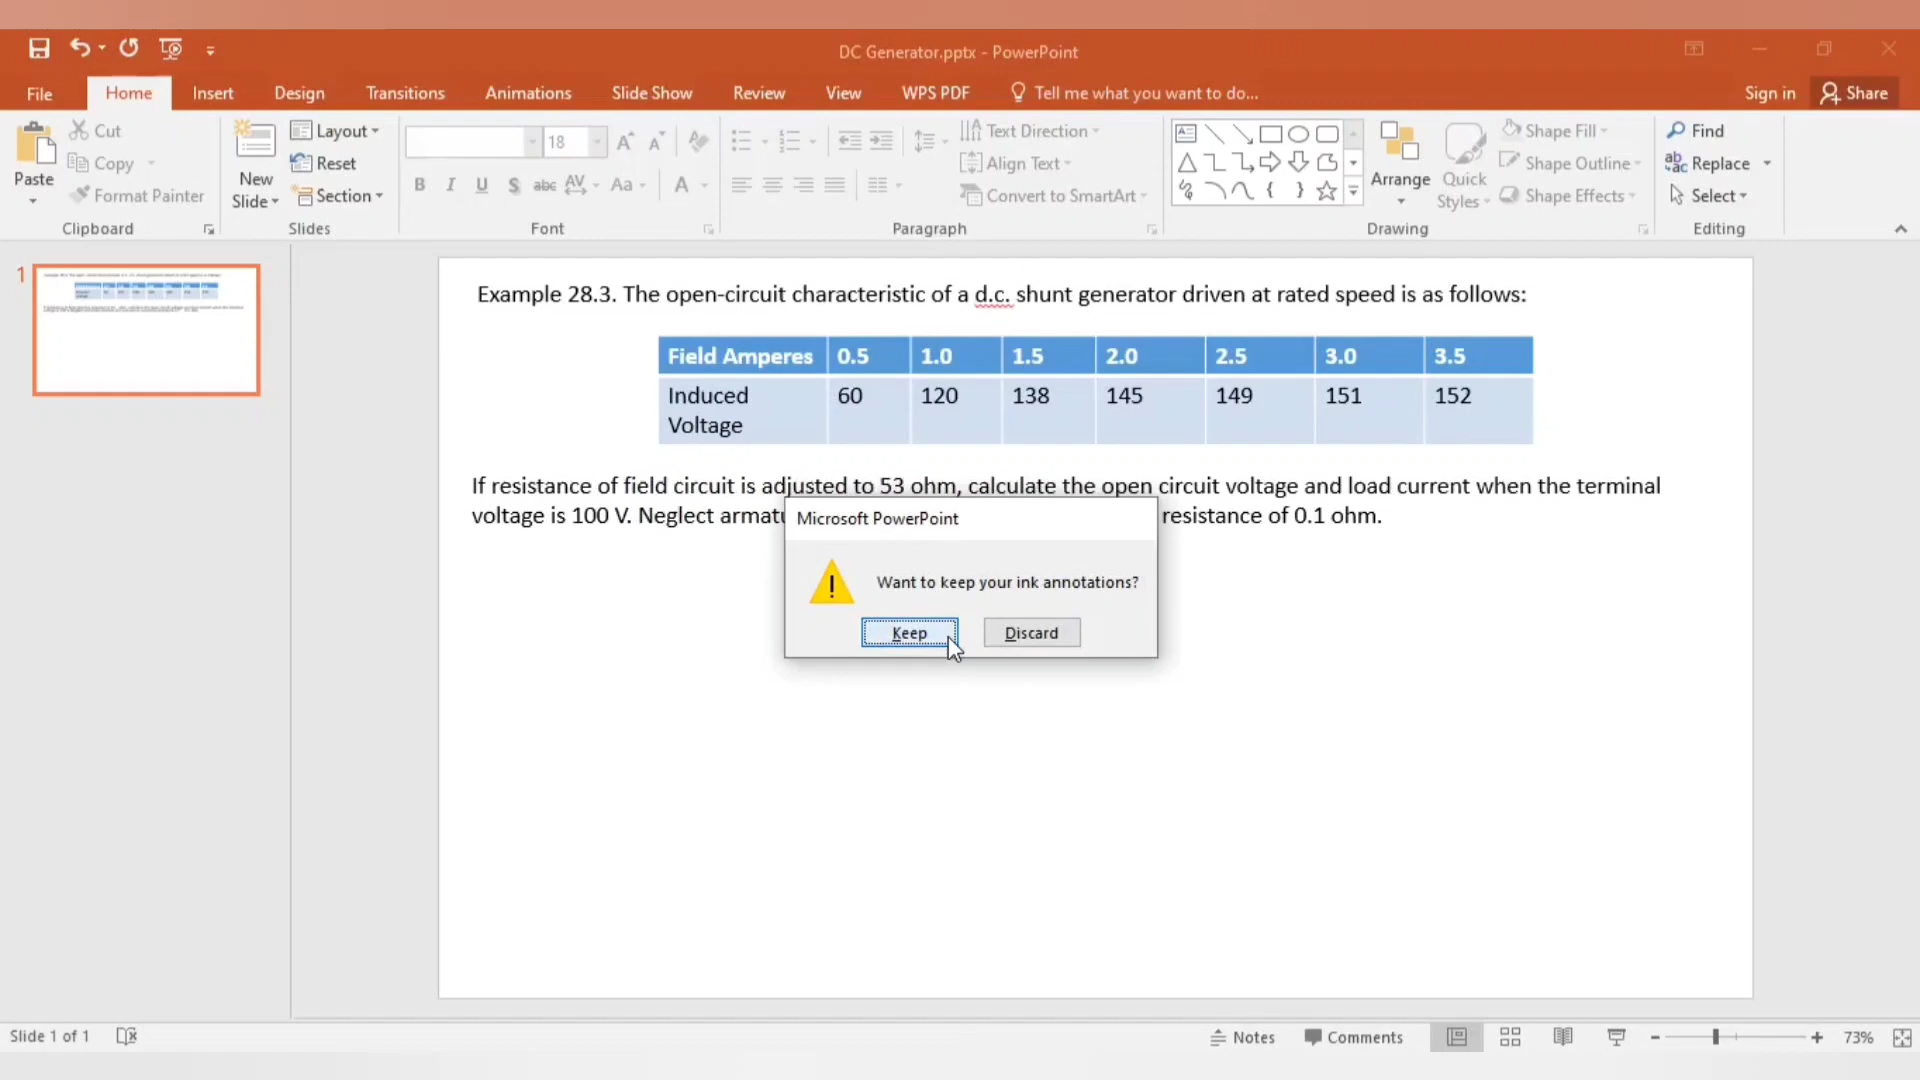 DC Generator.pptx - PowerPoint
File Home Insert Design Transitions Animations Slide Show Review View WPS PDF Tell me what you want to do... Sign in Share
Paste
Cut
Copy
Format Painter
Clipboard
New Slide
Layout
Reset
Section
Slides
18
B I U S abc AV Aa A
Font
Text Direction
Align Text
Convert to SmartArt
Paragraph
Arrange
Quick Styles
Shape Fill
Shape Outline
Shape Effects
Drawing
Find
Replace
Select
Editing
1
Example 28.3. The open-circuit characteristic of a d.c. shunt generator driven at rated speed is as follows:
Field Amperes 0.5 1.0 1.5 2.0 2.5 3.0 3.5
Induced 60 120 138 145 149 151 152
Voltage
If resistance of field circuit is adjusted to 53 ohm, calculate the open circuit voltage and load current when the terminal
voltage is 100 V. Neglect resistance of 0.1 ohm.
Microsoft PowerPoint
Want to keep your ink annotations?
Keep Discard
Slide 1 of 1 Notes Comments 73%